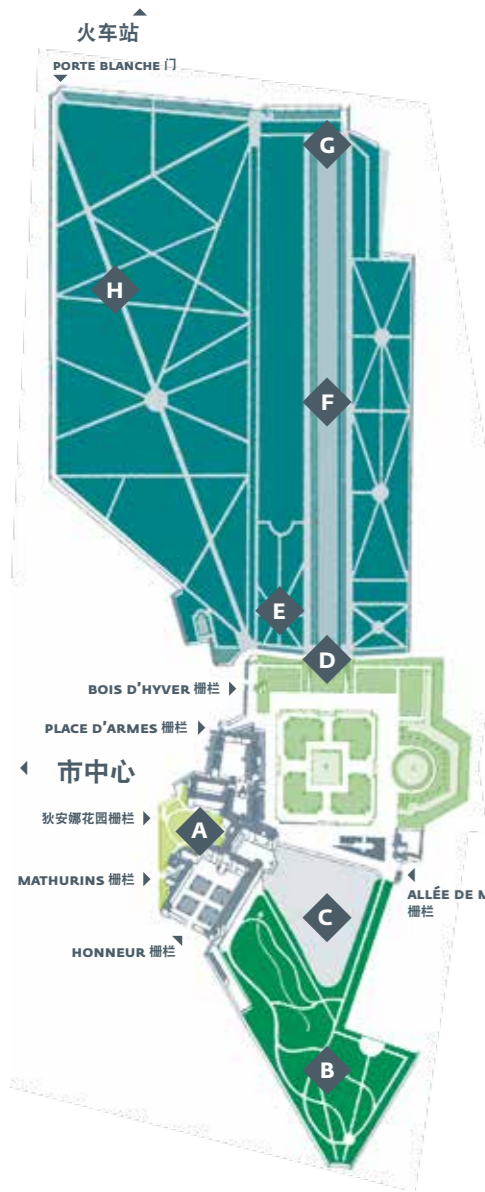 火车站
PORTE BLANCHE 门
G
H
F
E
D
BOIS D'HYVER 栅栏
PLACE D'ARMES 栅栏
市中心
狄安娜花园栅栏
A
MATHURINS 栅栏
ALLÉE DE M
栅栏
C
HONNEUR 栅栏
B